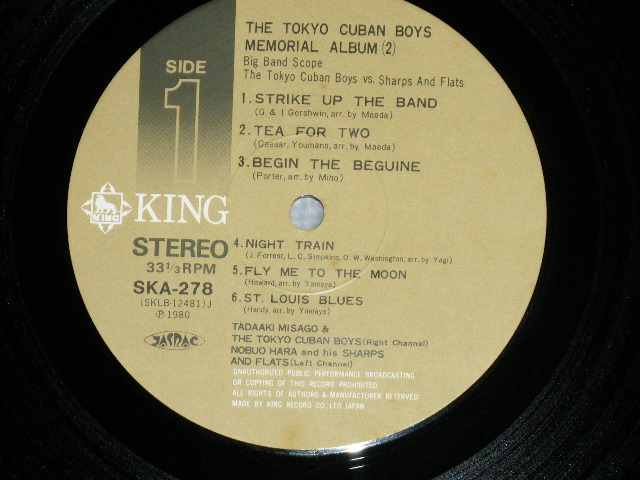 THE TOKYO CUBAN BOYS
MEMORIAL ALBUM (2)
Big Band Scope
The Tokyo Cuban Boys vs. Sharps And Flats
SIDE
1
1. STRIKE UP THE BAND
(G & I Gershwin, arr. by Maeda)
2. TEA FOR TWO
(Ceasar, Youmans, arr. by Maeda)
3. BEGIN THE BEGUINE
(Porter, arr. by Mino)
KING
KING
STEREO
33 1/3 RPM
SKA-278
(SKLB-12481)J
Ⓟ 1980
JASRAC
4. NIGHT TRAIN
(J. Forrest, L. C. Simpkins, O. W. Washington, arr. by Yagi)
5. FLY ME TO THE MOON
(Howard, arr. by Yamaya)
6. ST. LOUIS BLUES
(Handy, arr. by Yamaya)
TADAAKI MISAGO &
THE TOKYO CUBAN BOYS (Right Channel)
NOBUO HARA and his SHARPS
AND FLATS (Left Channel)
UNAUTHORIZED PUBLIC PERFORMANCE BROADCASTING
OR COPYING OF THIS RECORD PROHIBITED
ALL RIGHTS OF AUTHORS & MANUFACTURER RESERVED
MADE BY KING RECORD CO., LTD JAPAN